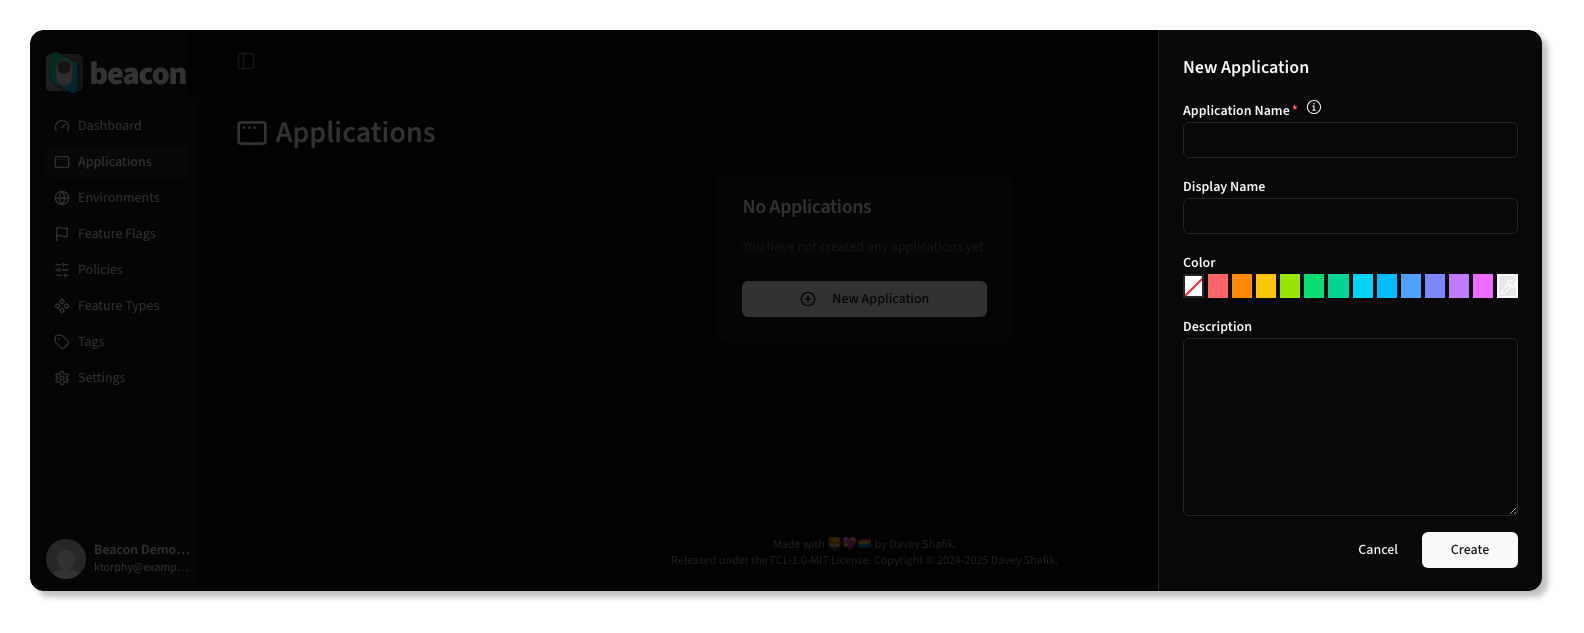 beacon
Dashboard
Applications
Environments
Feature Flags
Policies
Feature Types
Tags
Settings
Beacon Demo...
ktorphy@examp...
Applications
No Applications
You have not created any applications yet.
New Application
Made with 🦁💖🏳️‍🌈 by Davey Shafik.
Released under the FCL-1.0-MIT License. Copyright © 2024-2025 Davey Shafik.
New Application
Application Name *
Display Name
Color
Description
Cancel
Create